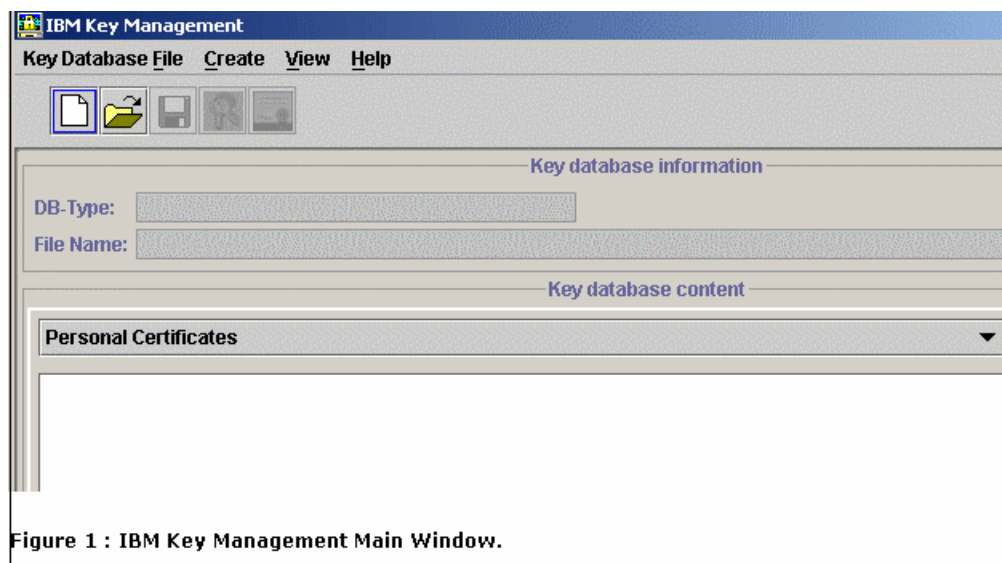 IBM Key Management
Key Database File Create View Help
Key database information
DB-Type:
File Name:
Key database content
Personal Certificates
Figure 1 : IBM Key Management Main Window.